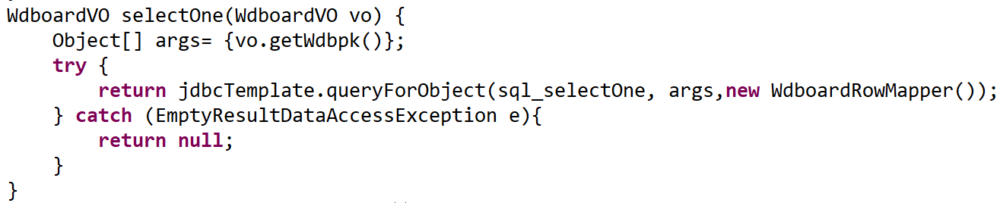 WdboardVO selectOne(WdboardVO vo) {
    Object[] args= {vo.getWdbpk()};
    try {
        return jdbcTemplate.queryForObject(sql_selectOne, args,new WdboardRowMapper());
    } catch (EmptyResultDataAccessException e){
        return null;
    }
}